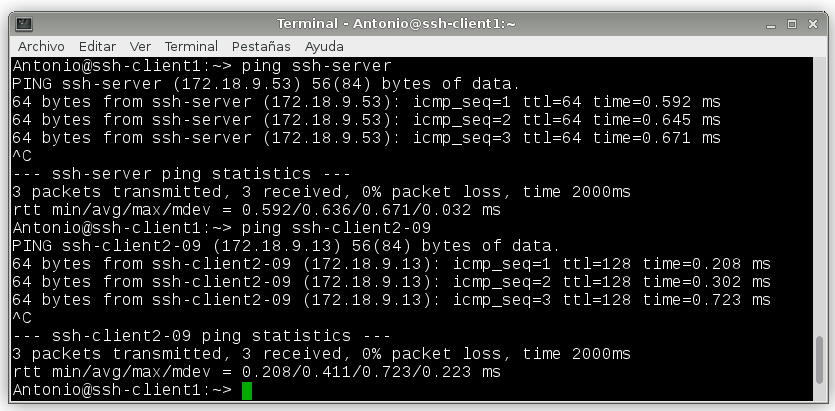 Terminal - Antonio@ssh-client1:~
Archivo Editar Ver Terminal Pestañas Ayuda
Antonio@ssh-client1:~> ping ssh-server
PING ssh-server (172.18.9.53) 56(84) bytes of data.
64 bytes from ssh-server (172.18.9.53): icmp_seq=1 ttl=64 time=0.592 ms
64 bytes from ssh-server (172.18.9.53): icmp_seq=2 ttl=64 time=0.645 ms
64 bytes from ssh-server (172.18.9.53): icmp_seq=3 ttl=64 time=0.671 ms
^C
--- ssh-server ping statistics ---
3 packets transmitted, 3 received, 0% packet loss, time 2000ms
rtt min/avg/max/mdev = 0.592/0.636/0.671/0.032 ms
Antonio@ssh-client1:~> ping ssh-client2-09
PING ssh-client2-09 (172.18.9.13) 56(84) bytes of data.
64 bytes from ssh-client2-09 (172.18.9.13): icmp_seq=1 ttl=128 time=0.208 ms
64 bytes from ssh-client2-09 (172.18.9.13): icmp_seq=2 ttl=128 time=0.302 ms
64 bytes from ssh-client2-09 (172.18.9.13): icmp_seq=3 ttl=128 time=0.723 ms
^C
--- ssh-client2-09 ping statistics ---
3 packets transmitted, 3 received, 0% packet loss, time 2000ms
rtt min/avg/max/mdev = 0.208/0.411/0.723/0.223 ms
Antonio@ssh-client1:~>